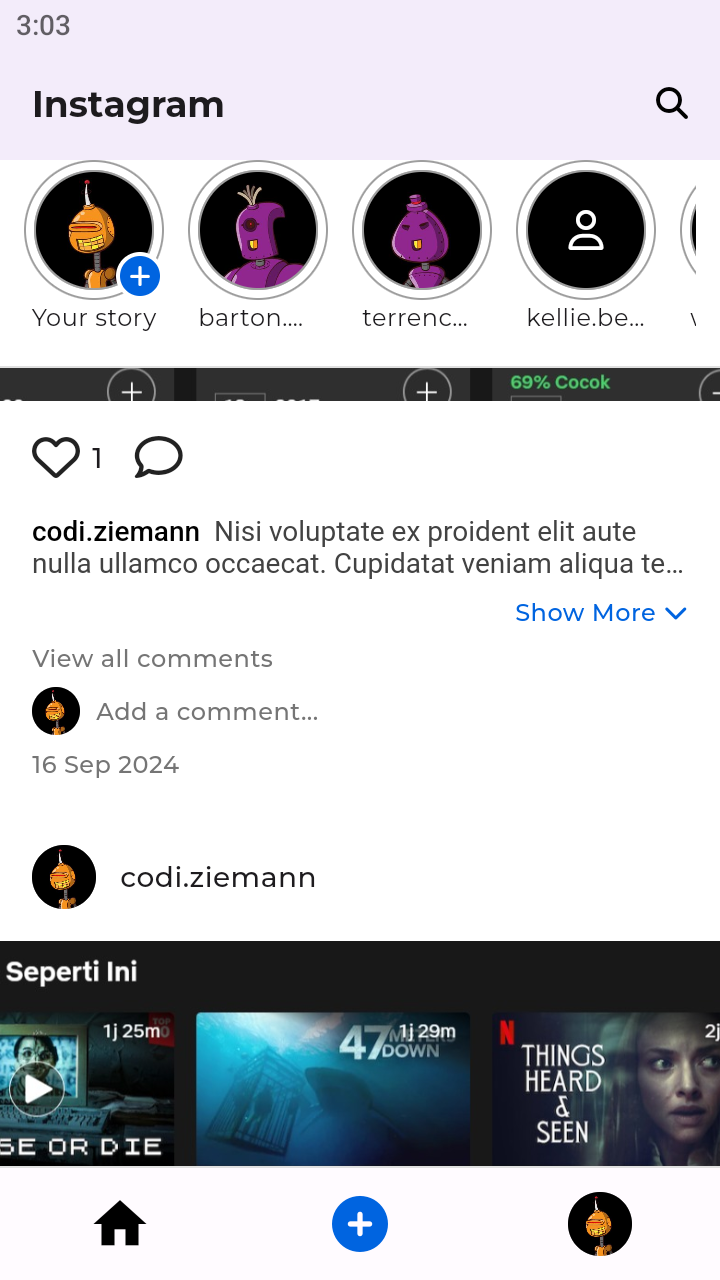 3:03
Instagram
Your story
barton....
terrenc...
kellie.be...
69% Cocok
1
codi.ziemann Nisi voluptate ex proident elit aute
nulla ullamco occaecat. Cupidatat veniam aliqua te...
Show More
View all comments
Add a comment...
16 Sep 2024
codi.ziemann
Seperti Ini
1j 25m
TOP
SE OR DIE
1j 29m
47 METERS
DOWN
2j
N
THINGS
HEARD
&
SEEN